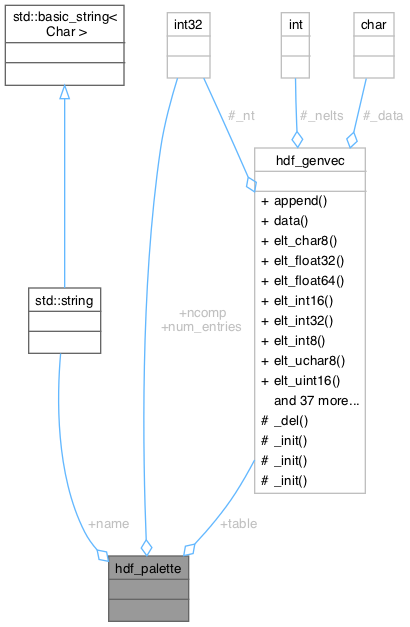 std::basic_string<
Char >
int32
int
char
#_nt
#_nelts
#_data
hdf_genvec
+ append()
+ data()
+ elt_char8()
+ elt_float32()
+ elt_float64()
+ elt_int16()
+ elt_int32()
+ elt_int8()
+ elt_uchar8()
+ elt_uint16()
and 37 more...
# _del()
# _init()
# _init()
# _init()
std::string
+ncomp
+num_entries
+name
+table
hdf_palette